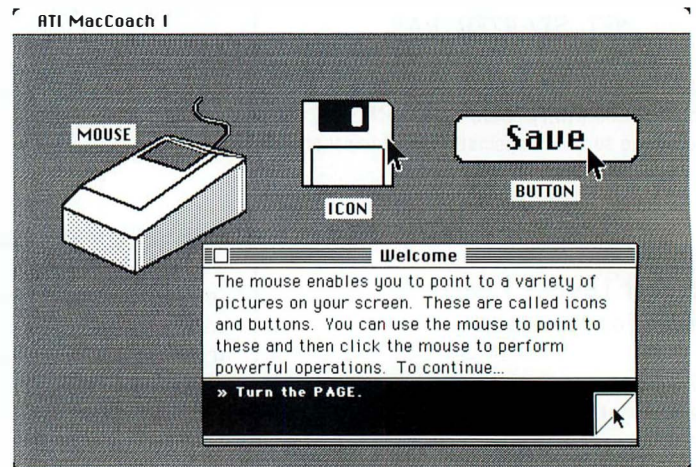 ATI MacCoach I
MOUSE
ICON
Save
BUTTON
Welcome
The mouse enables you to point to a variety of
pictures on your screen. These are called icons
and buttons. You can use the mouse to point to
these and then click the mouse to perform
powerful operations. To continue...
» Turn the PAGE.